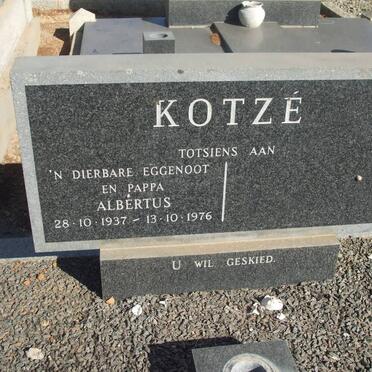 KOTZÉ
TOTSIENS AAN
'N DIERBARE EGGENOOT
EN PAPPA
ALBERTUS
28·10·1937 – 13·10·1976
U WIL GESKIED.